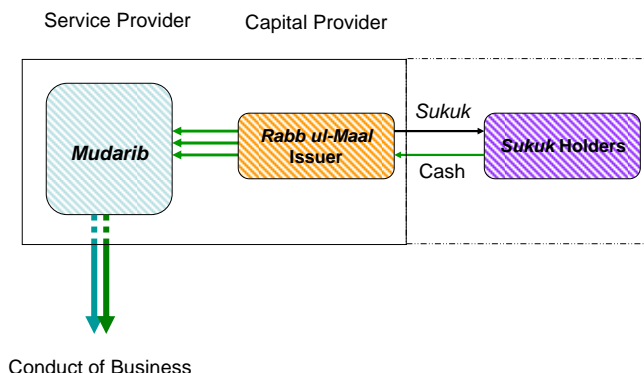 Service Provider
Capital Provider
Mudarib
Rabb ul-Maal
Issuer
Sukuk
Cash
Sukuk Holders
Conduct of Business